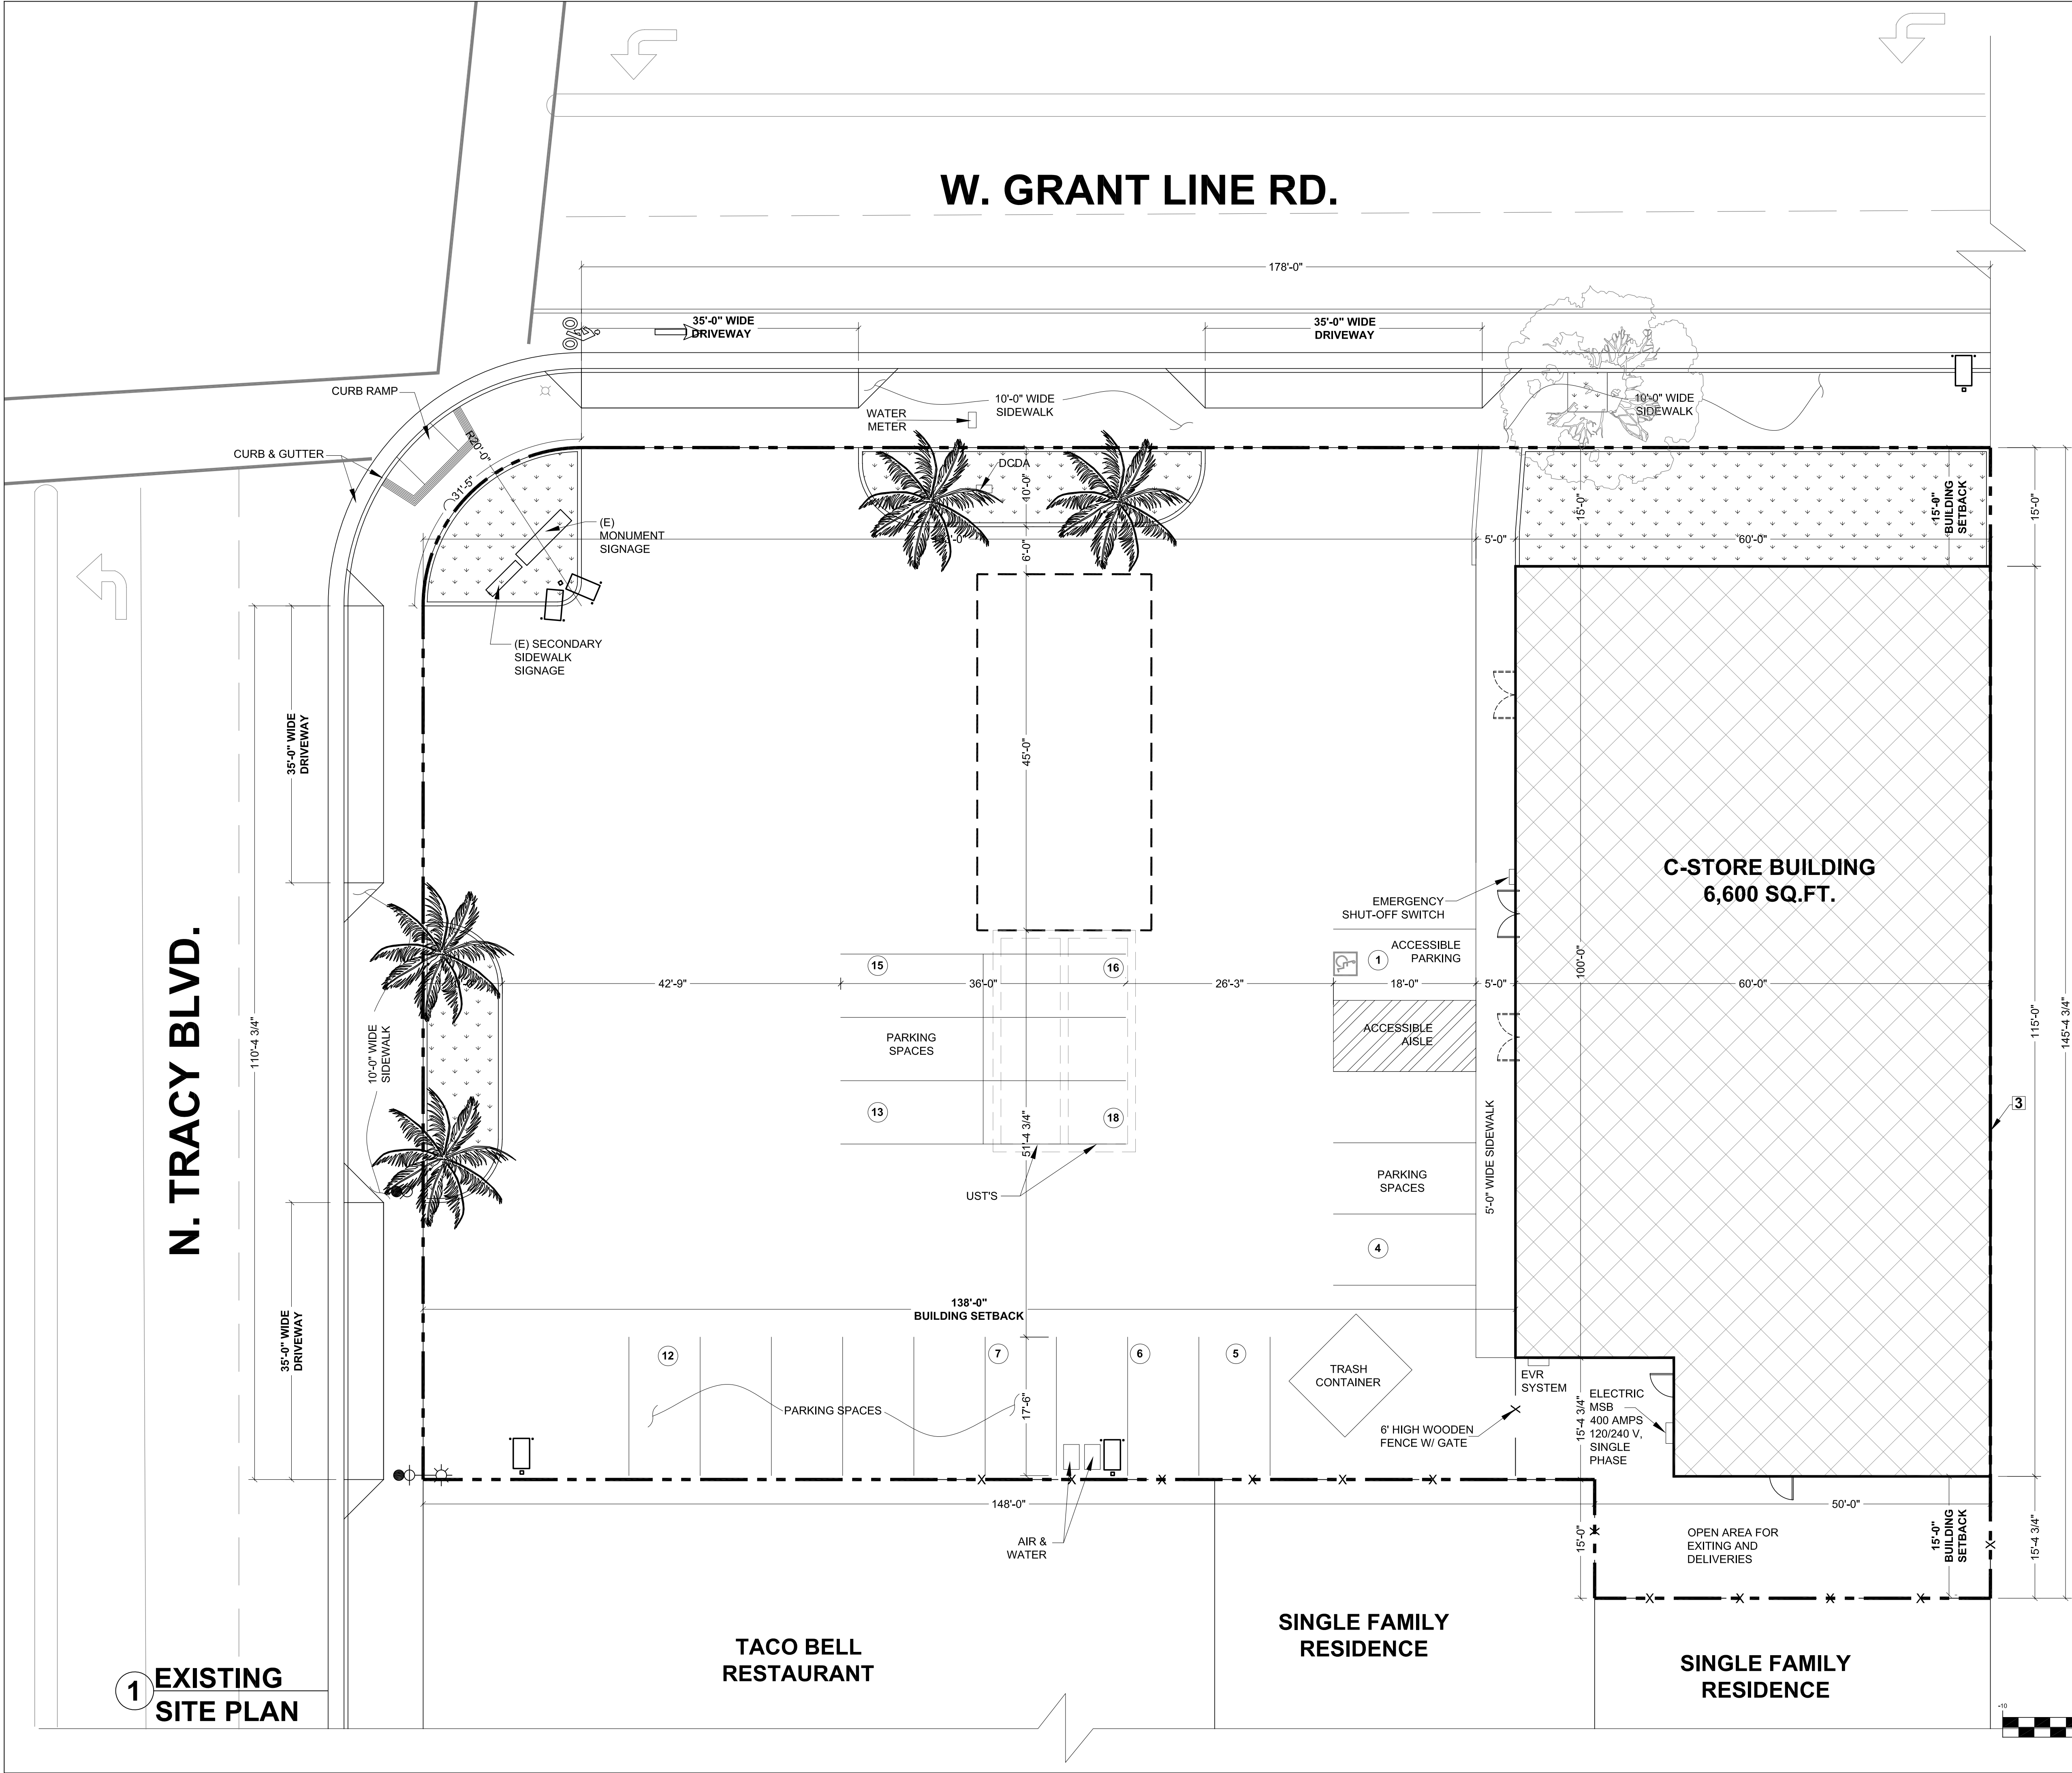 W. GRANT LINE RD.
178'-0"
35'-0" WIDE
DRIVEWAY
35'-0" WIDE
DRIVEWAY
CURB RAMP
10'-0" WIDE
SIDEWALK
10'-0" WIDE
SIDEWALK
WATER
METER
CURB & GUTTER
R20'-0"
31'-5"
DCDA
10'-0"
15'-0"
15'-0"
BUILDING
SETBACK
15'-0"
(E)
MONUMENT
SIGNAGE
6'-0"
5'-0"
60'-0"
(E) SECONDARY
SIDEWALK
SIGNAGE
35'-0" WIDE
DRIVEWAY
45'-0"
C-STORE BUILDING
6,600 SQ.FT.
EMERGENCY
SHUT-OFF SWITCH
ACCESSIBLE
PARKING
1
15
16
42'-9"
36'-0"
26'-3"
18'-0"
5'-0"
60'-0"
100'-0"
N. TRACY BLVD.
110'-4 3/4"
10'-0" WIDE
SIDEWALK
PARKING
SPACES
ACCESSIBLE
AISLE
115'-0"
145'-4 3/4"
3
13
18
51'-4 3/4"
UST'S
PARKING
SPACES
5'-0" WIDE SIDEWALK
4
138'-0"
BUILDING SETBACK
35'-0" WIDE
DRIVEWAY
12
7
6
5
TRASH
CONTAINER
EVR
SYSTEM
PARKING SPACES
17'-6"
6' HIGH WOODEN
FENCE W/ GATE
15'-4 3/4"
ELECTRIC
MSB
400 AMPS
120/240 V,
SINGLE
PHASE
148'-0"
50'-0"
AIR &
WATER
15'-0"
OPEN AREA FOR
EXITING AND
DELIVERIES
15'-0"
BUILDING
SETBACK
15'-4 3/4"
TACO BELL
RESTAURANT
SINGLE FAMILY
RESIDENCE
SINGLE FAMILY
RESIDENCE
1
EXISTING
SITE PLAN
-10